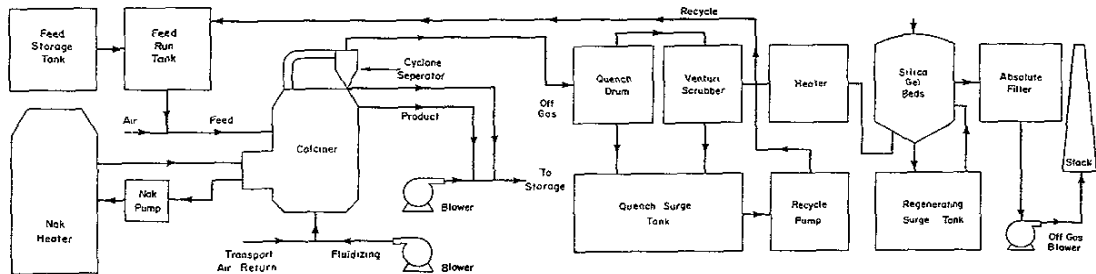 Recycle
Feed
Storage
Tank
Feed
Run
Tank
Cyclone
Seperator
Quench
Drum
Venturi
Scrubber
Heater
Silica
Gel
Beds
Absolute
Filter
Off
Gas
Air
Feed
Product
Calciner
Stack
To
Storage
Nak
Pump
Nak
Heater
Blower
Quench Surge
Tank
Recycle
Pump
Regenerating
Surge Tank
Transport
Air Return
Fluidizing
Blower
Off Gas
Blower